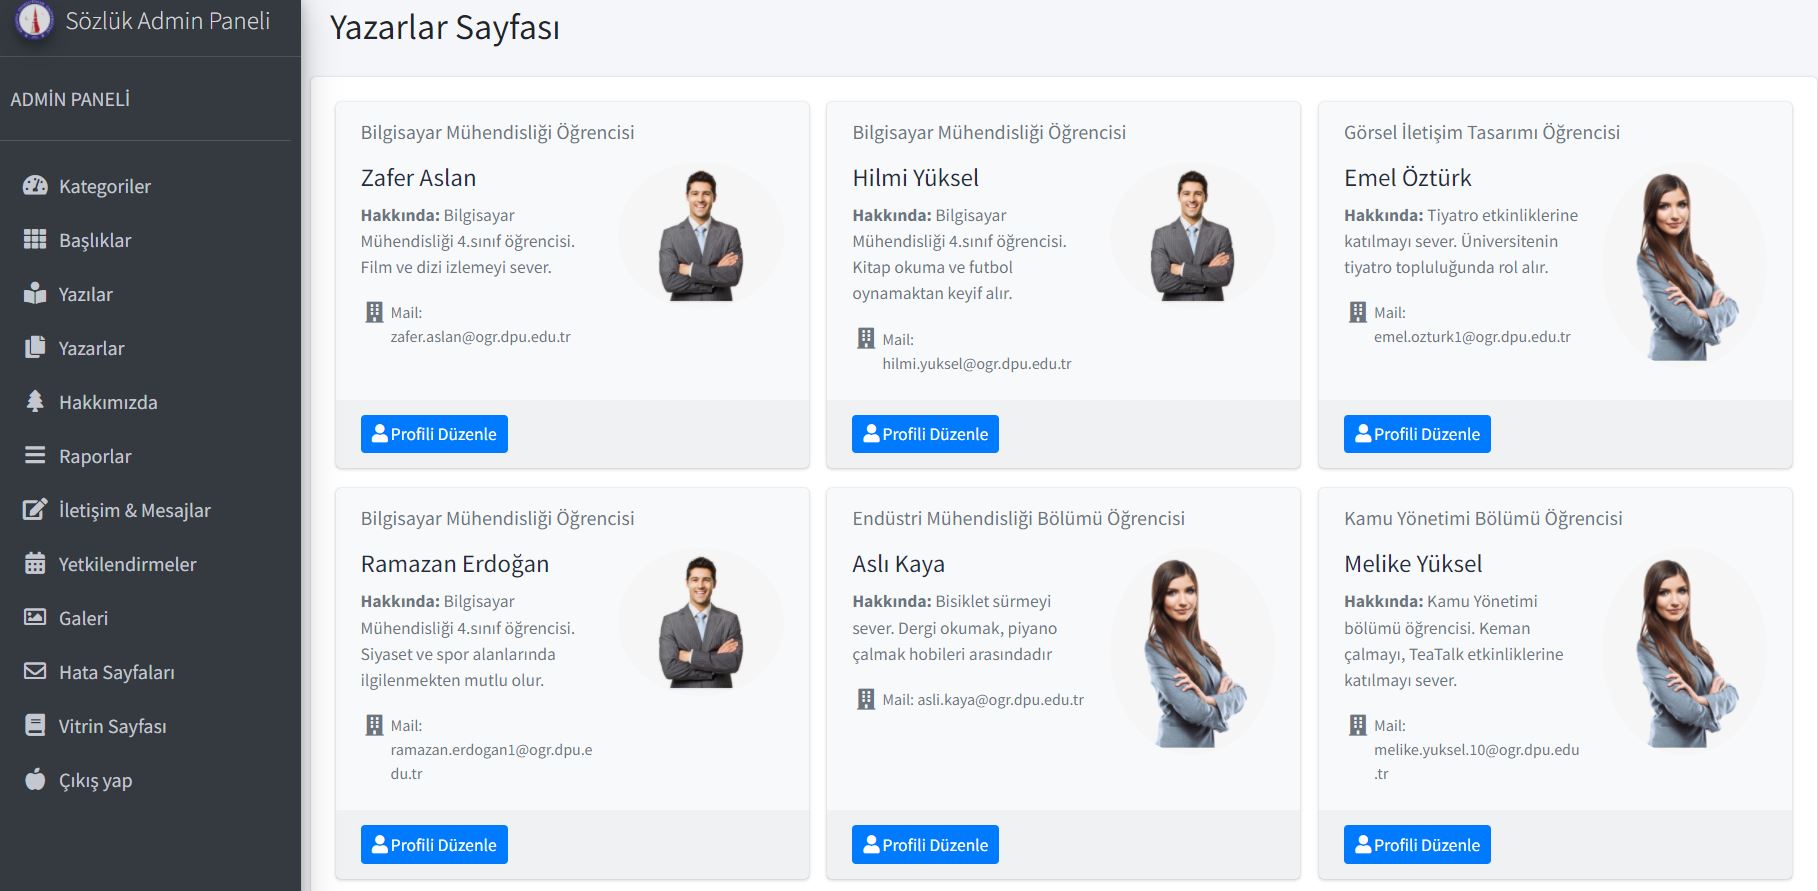 Sözlük Admin Paneli
ADMİN PANELİ
Kategoriler
Başlıklar
Yazılar
Yazarlar
Hakkımızda
Raporlar
İletişim & Mesajlar
Yetkilendirmeler
Galeri
Hata Sayfaları
Vitrin Sayfası
Çıkış yap
Yazarlar Sayfası
Bilgisayar Mühendisliği Öğrencisi
Zafer Aslan
Hakkında: Bilgisayar
Mühendisliği 4.sınıf öğrencisi.
Film ve dizi izlemeyi sever.
Mail:
zafer.aslan@ogr.dpu.edu.tr
Profili Düzenle
Bilgisayar Mühendisliği Öğrencisi
Hilmi Yüksel
Hakkında: Bilgisayar
Mühendisliği 4.sınıf öğrencisi.
Kitap okuma ve futbol
oynamaktan keyif alır.
Mail:
hilmi.yuksel@ogr.dpu.edu.tr
Profili Düzenle
Görsel İletişim Tasarımı Öğrencisi
Emel Öztürk
Hakkında: Tiyatro etkinliklerine
katılmayı sever. Üniversitenin
tiyatro topluluğunda rol alır.
Mail:
emel.ozturk1@ogr.dpu.edu.tr
Profili Düzenle
Bilgisayar Mühendisliği Öğrencisi
Ramazan Erdoğan
Hakkında: Bilgisayar
Mühendisliği 4.sınıf öğrencisi.
Siyaset ve spor alanlarında
ilgilenmekten mutlu olur.
Mail:
ramazan.erdogan1@ogr.dpu.e
du.tr
Profili Düzenle
Endüstri Mühendisliği Bölümü Öğrencisi
Aslı Kaya
Hakkında: Bisiklet sürmeyi
sever. Dergi okumak, piyano
çalmak hobileri arasındadır
Mail: asli.kaya@ogr.dpu.edu.tr
Profili Düzenle
Kamu Yönetimi Bölümü Öğrencisi
Melike Yüksel
Hakkında: Kamu Yönetimi
bölümü öğrencisi. Keman
çalmayı, TeaTalk etkinliklerine
katılmayı sever.
Mail:
melike.yuksel.10@ogr.dpu.edu
.tr
Profili Düzenle